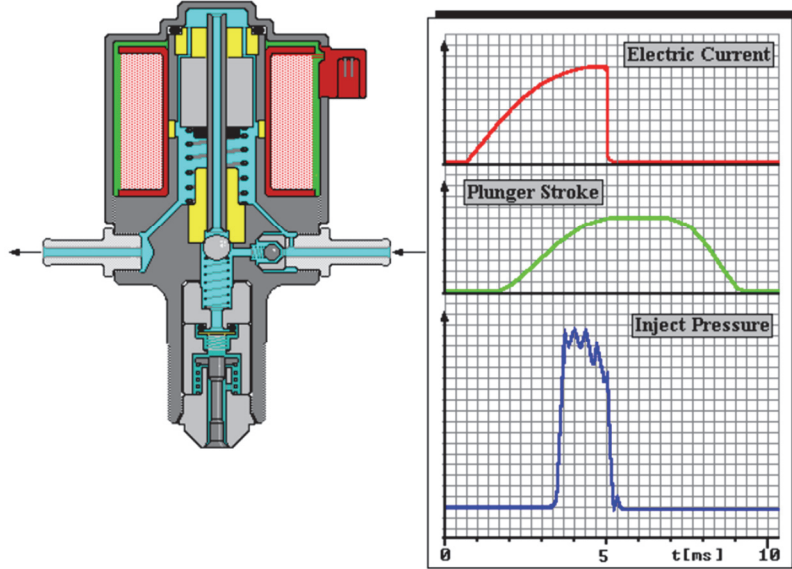 Electric Current
Plunger Stroke
Inject Pressure
0 5 t[ms] 10